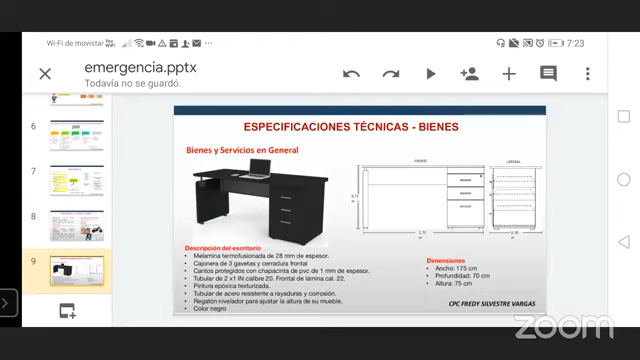 Wi-Fi de movistar
7:23
emergencia.pptx
Todavía no se guardó.
6
7
8
9
ESPECIFICACIONES TÉCNICAS - BIENES
Bienes y Servicios en General
FRONTE
LATERAL
Descripción del escritorio
• Melamina termofusionada de 28 mm de espesor.
• Cajonera de 3 gavetas y cerradura frontal
• Cantos protegidos con chapacinta de pvc de 1 mm de espesor.
• Tubular de 2 x1 IN calibre 20. Frontal de lámina cal. 22.
• Pintura epóxica texturizada.
• Tubular de acero resistente a rayaduras y corrosión.
• Regatón nivelador para ajustar la altura de su mueble.
• Color negro
Dimensiones
• Ancho: 175 cm
• Profundidad: 70 cm
• Altura: 75 cm
CPC FREDY SILVESTRE VARGAS
zoom